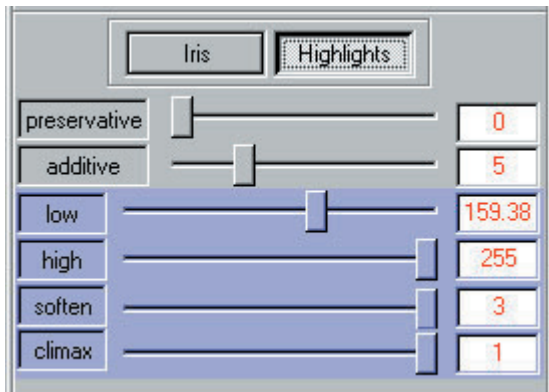 Iris Highlights
preservative 0
additive 5
low 159.38
high 255
soften 3
climax 1